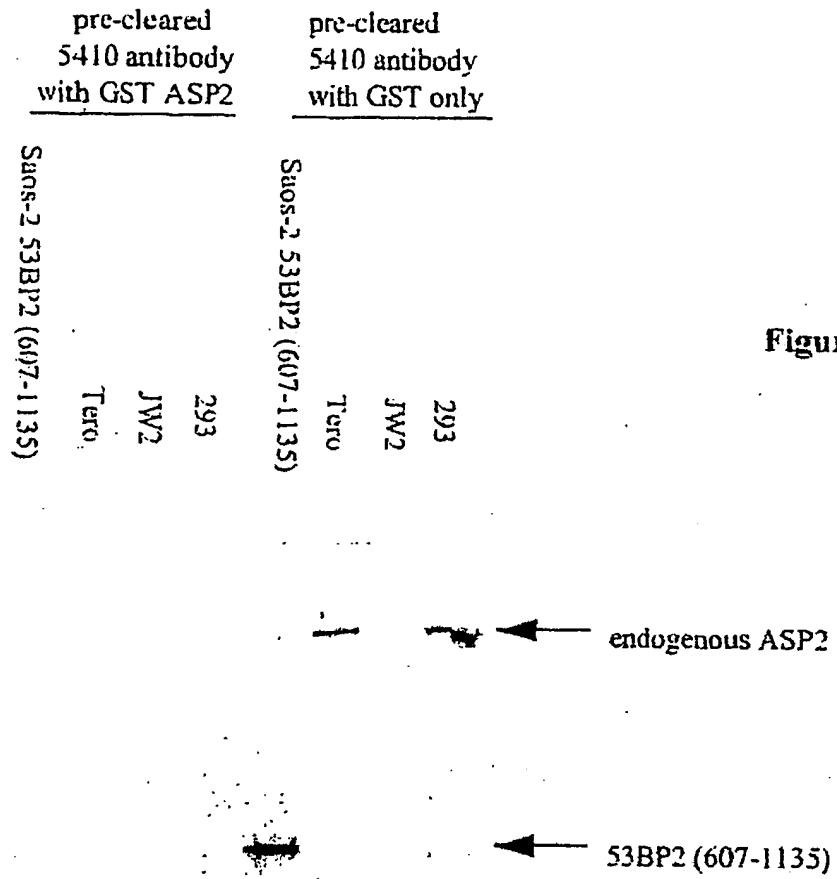 pre-cleared
5410 antibody
with GST ASP2
pre-cleared
5410 antibody
with GST only
Saos-2 53BP2 (607-1135)
Tero
JW2
293
Saos-2 53BP2 (607-1135)
Tero
JW2
293
Figur
endogenous ASP2
53BP2 (607-1135)